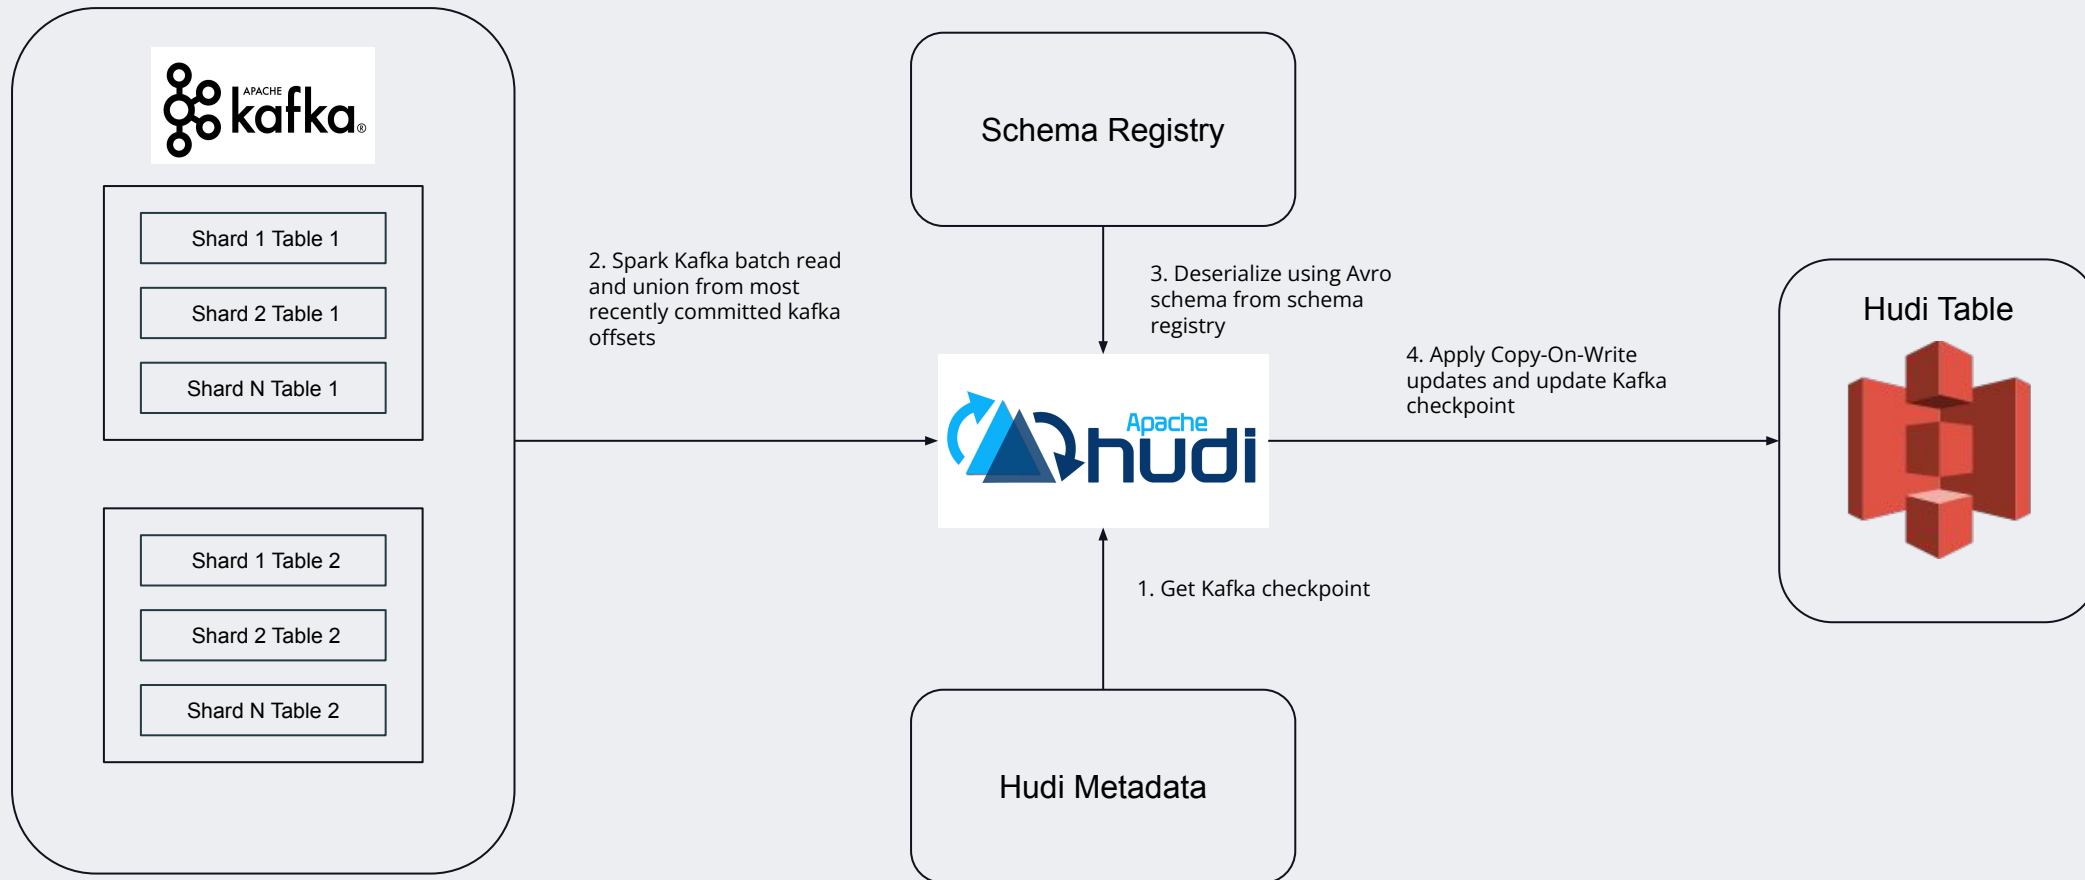 APACHE
kafka®
Shard 1 Table 1
Shard 2 Table 1
Shard N Table 1
Shard 1 Table 2
Shard 2 Table 2
Shard N Table 2
2. Spark Kafka batch read
and union from most
recently committed kafka
offsets
Schema Registry
3. Deserialize using Avro
schema from schema
registry
Apache
hudi
1. Get Kafka checkpoint
Hudi Metadata
4. Apply Copy-On-Write
updates and update Kafka
checkpoint
Hudi Table